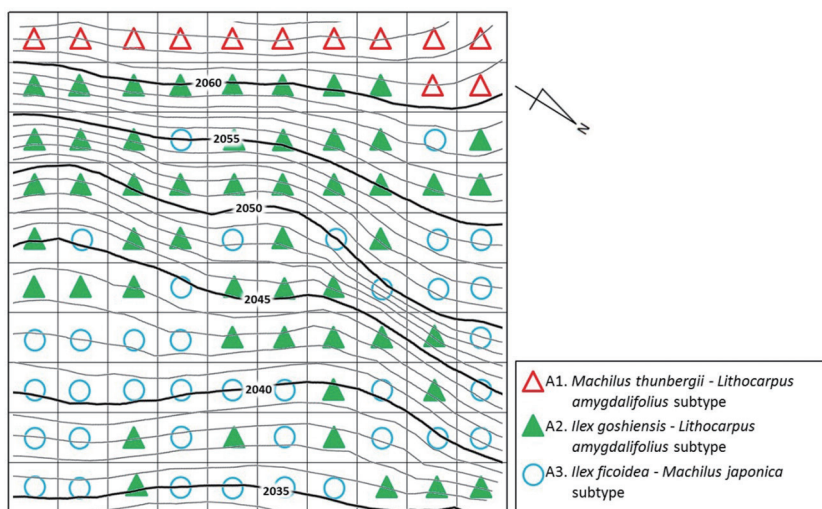 2060
2055
2050
2045
2040
2035
N
A1. Machilus thunbergii - Lithocarpus
amygdalifolius subtype
A2. Ilex goshiensis - Lithocarpus
amygdalifolius subtype
A3. Ilex ficoidea - Machilus japonica
subtype